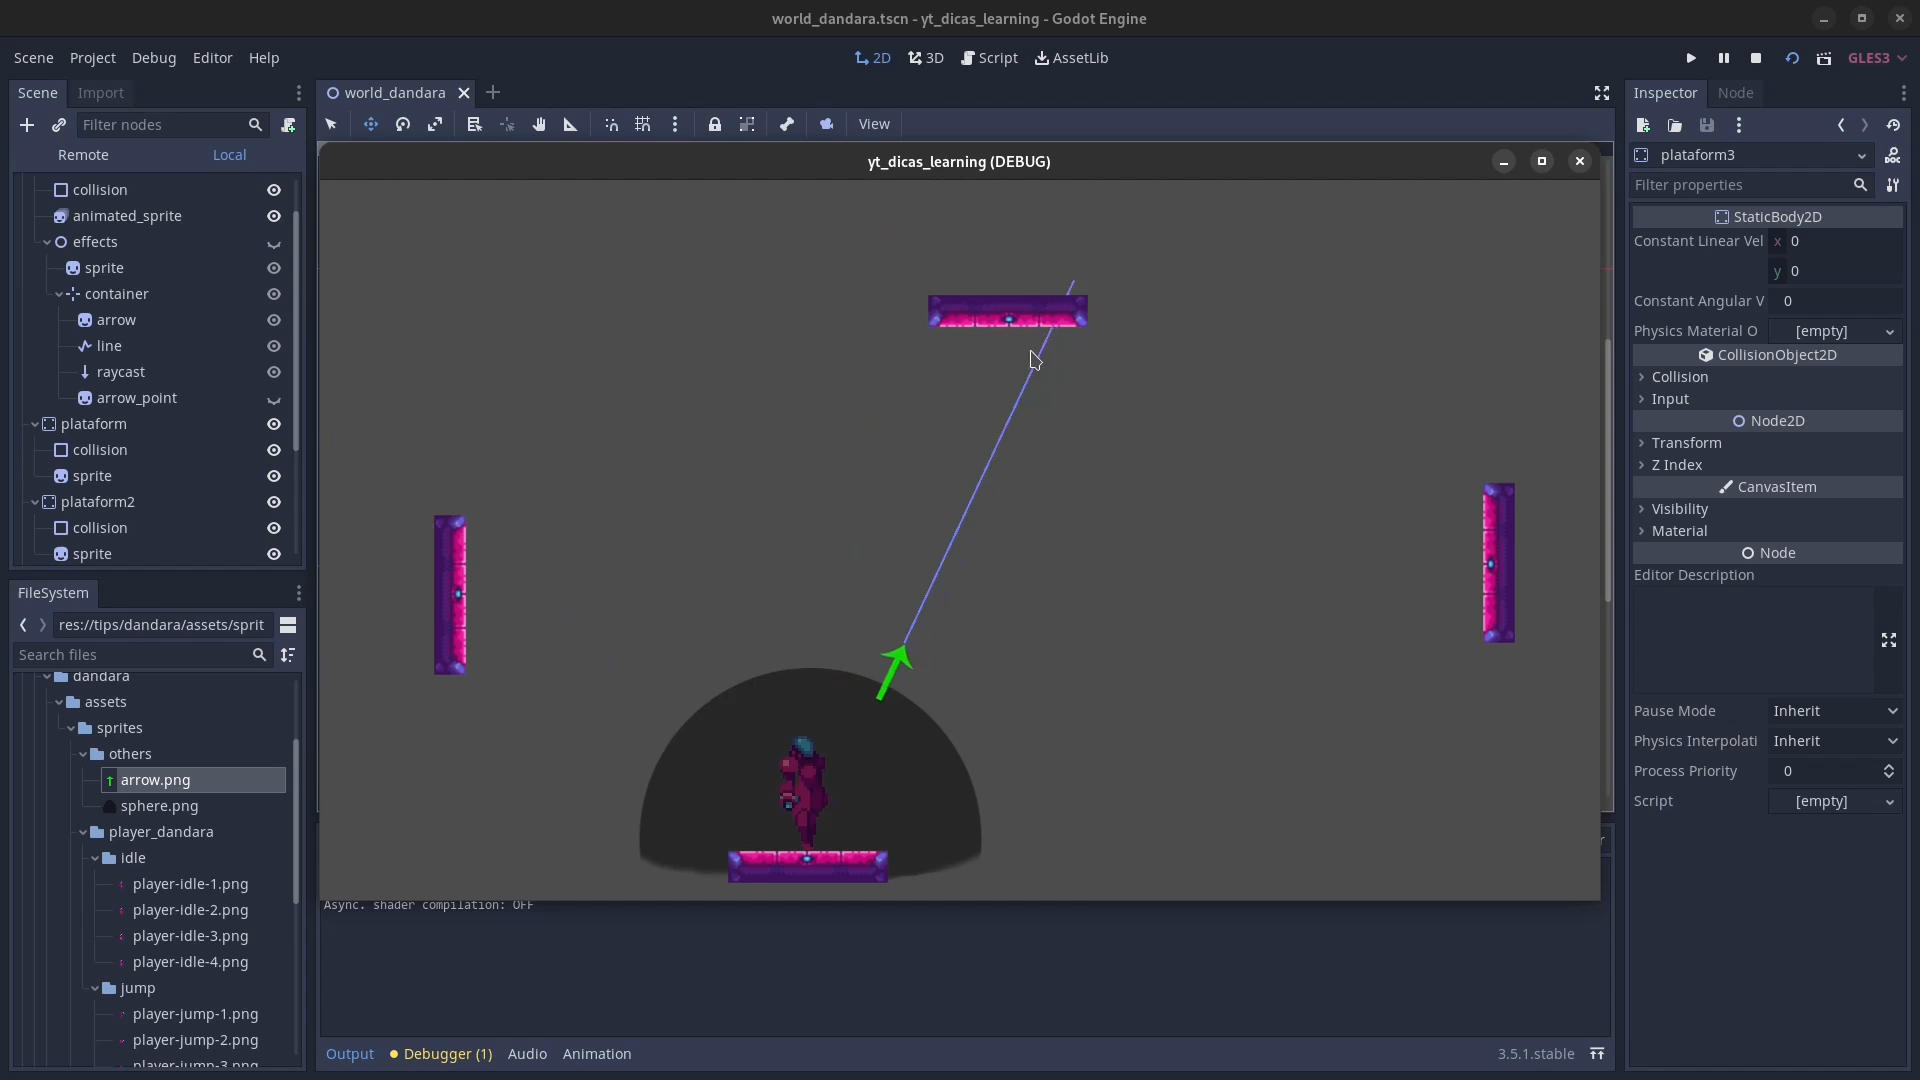 world_dandara.tscn - yt_dicas_learning - Godot Engine
Scene Project Debug Editor Help
2D 3D Script AssetLib
GLES3
Scene Import
Filter nodes
Remote Local
collision
animated_sprite
effects
sprite
container
arrow
line
raycast
arrow_point
plataform
collision
sprite
plataform2
collision
sprite
FileSystem
res://tips/dandara/assets/sprit
Search files
dandara
assets
sprites
others
arrow.png
sphere.png
player_dandara
idle
player-idle-1.png
player-idle-2.png
player-idle-3.png
player-idle-4.png
jump
player-jump-1.png
player-jump-2.png
player-jump-3.png
world_dandara
View
yt_dicas_learning (DEBUG)
Async. shader compilation: OFF
Output Debugger (1) Audio Animation
3.5.1.stable
Inspector Node
plataform3
Filter properties
StaticBody2D
Constant Linear Vel x 0
y 0
Constant Angular V 0
Physics Material O [empty]
CollisionObject2D
Collision
Input
Node2D
Transform
Z Index
CanvasItem
Visibility
Material
Node
Editor Description
Pause Mode Inherit
Physics Interpolati Inherit
Process Priority 0
Script [empty]